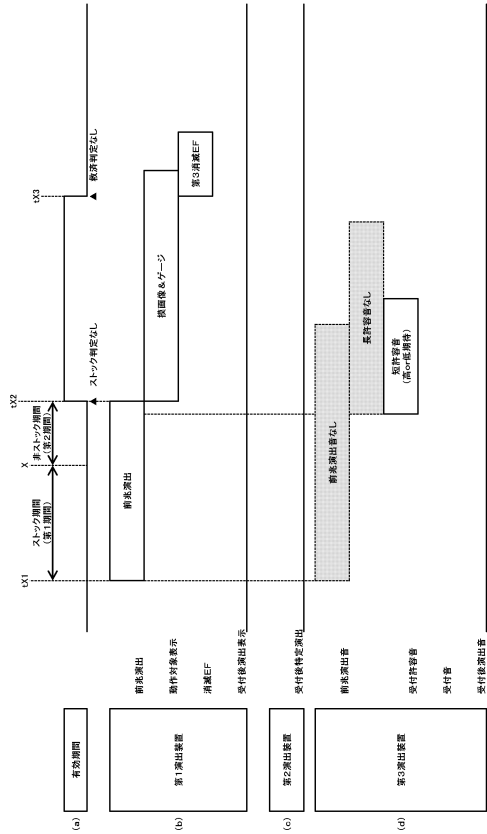 tX1
X
tX2
tX3
ストック期間
(第1期間)
非ストック期間
(第2期間)
(a)
有効期間
ストック判定なし
救済判定なし
(b)
第1演出装置
前兆演出
動作対象表示
消滅EF
受付後演出表示
前兆演出
操画像&ゲージ
第3消滅EF
(c)
第2演出装置
受付後特定演出
(d)
第3演出装置
前兆演出音
受付許容音
受付音
受付後演出音
前兆演出音なし
長許容音なし
短許容音
(高or低期待)